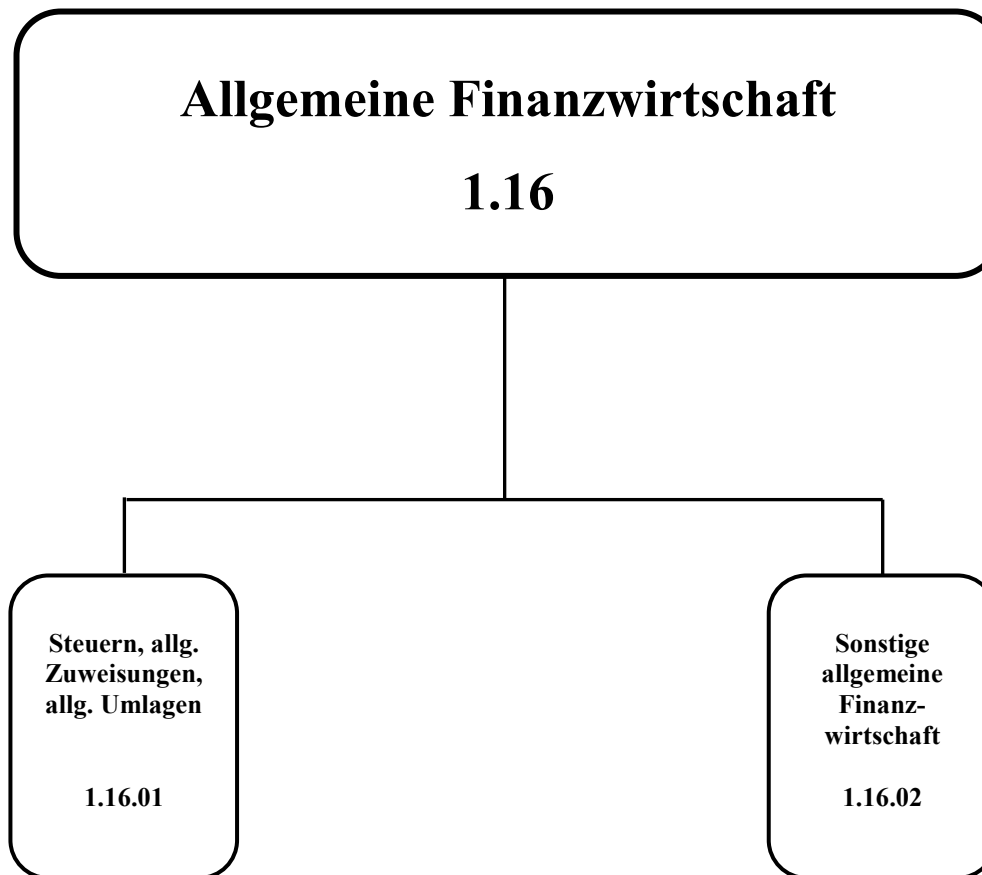 Allgemeine Finanzwirtschaft
1.16
Steuern, allg.
Zuweisungen,
allg. Umlagen
1.16.01
Sonstige
allgemeine
Finanz-
wirtschaft
1.16.02